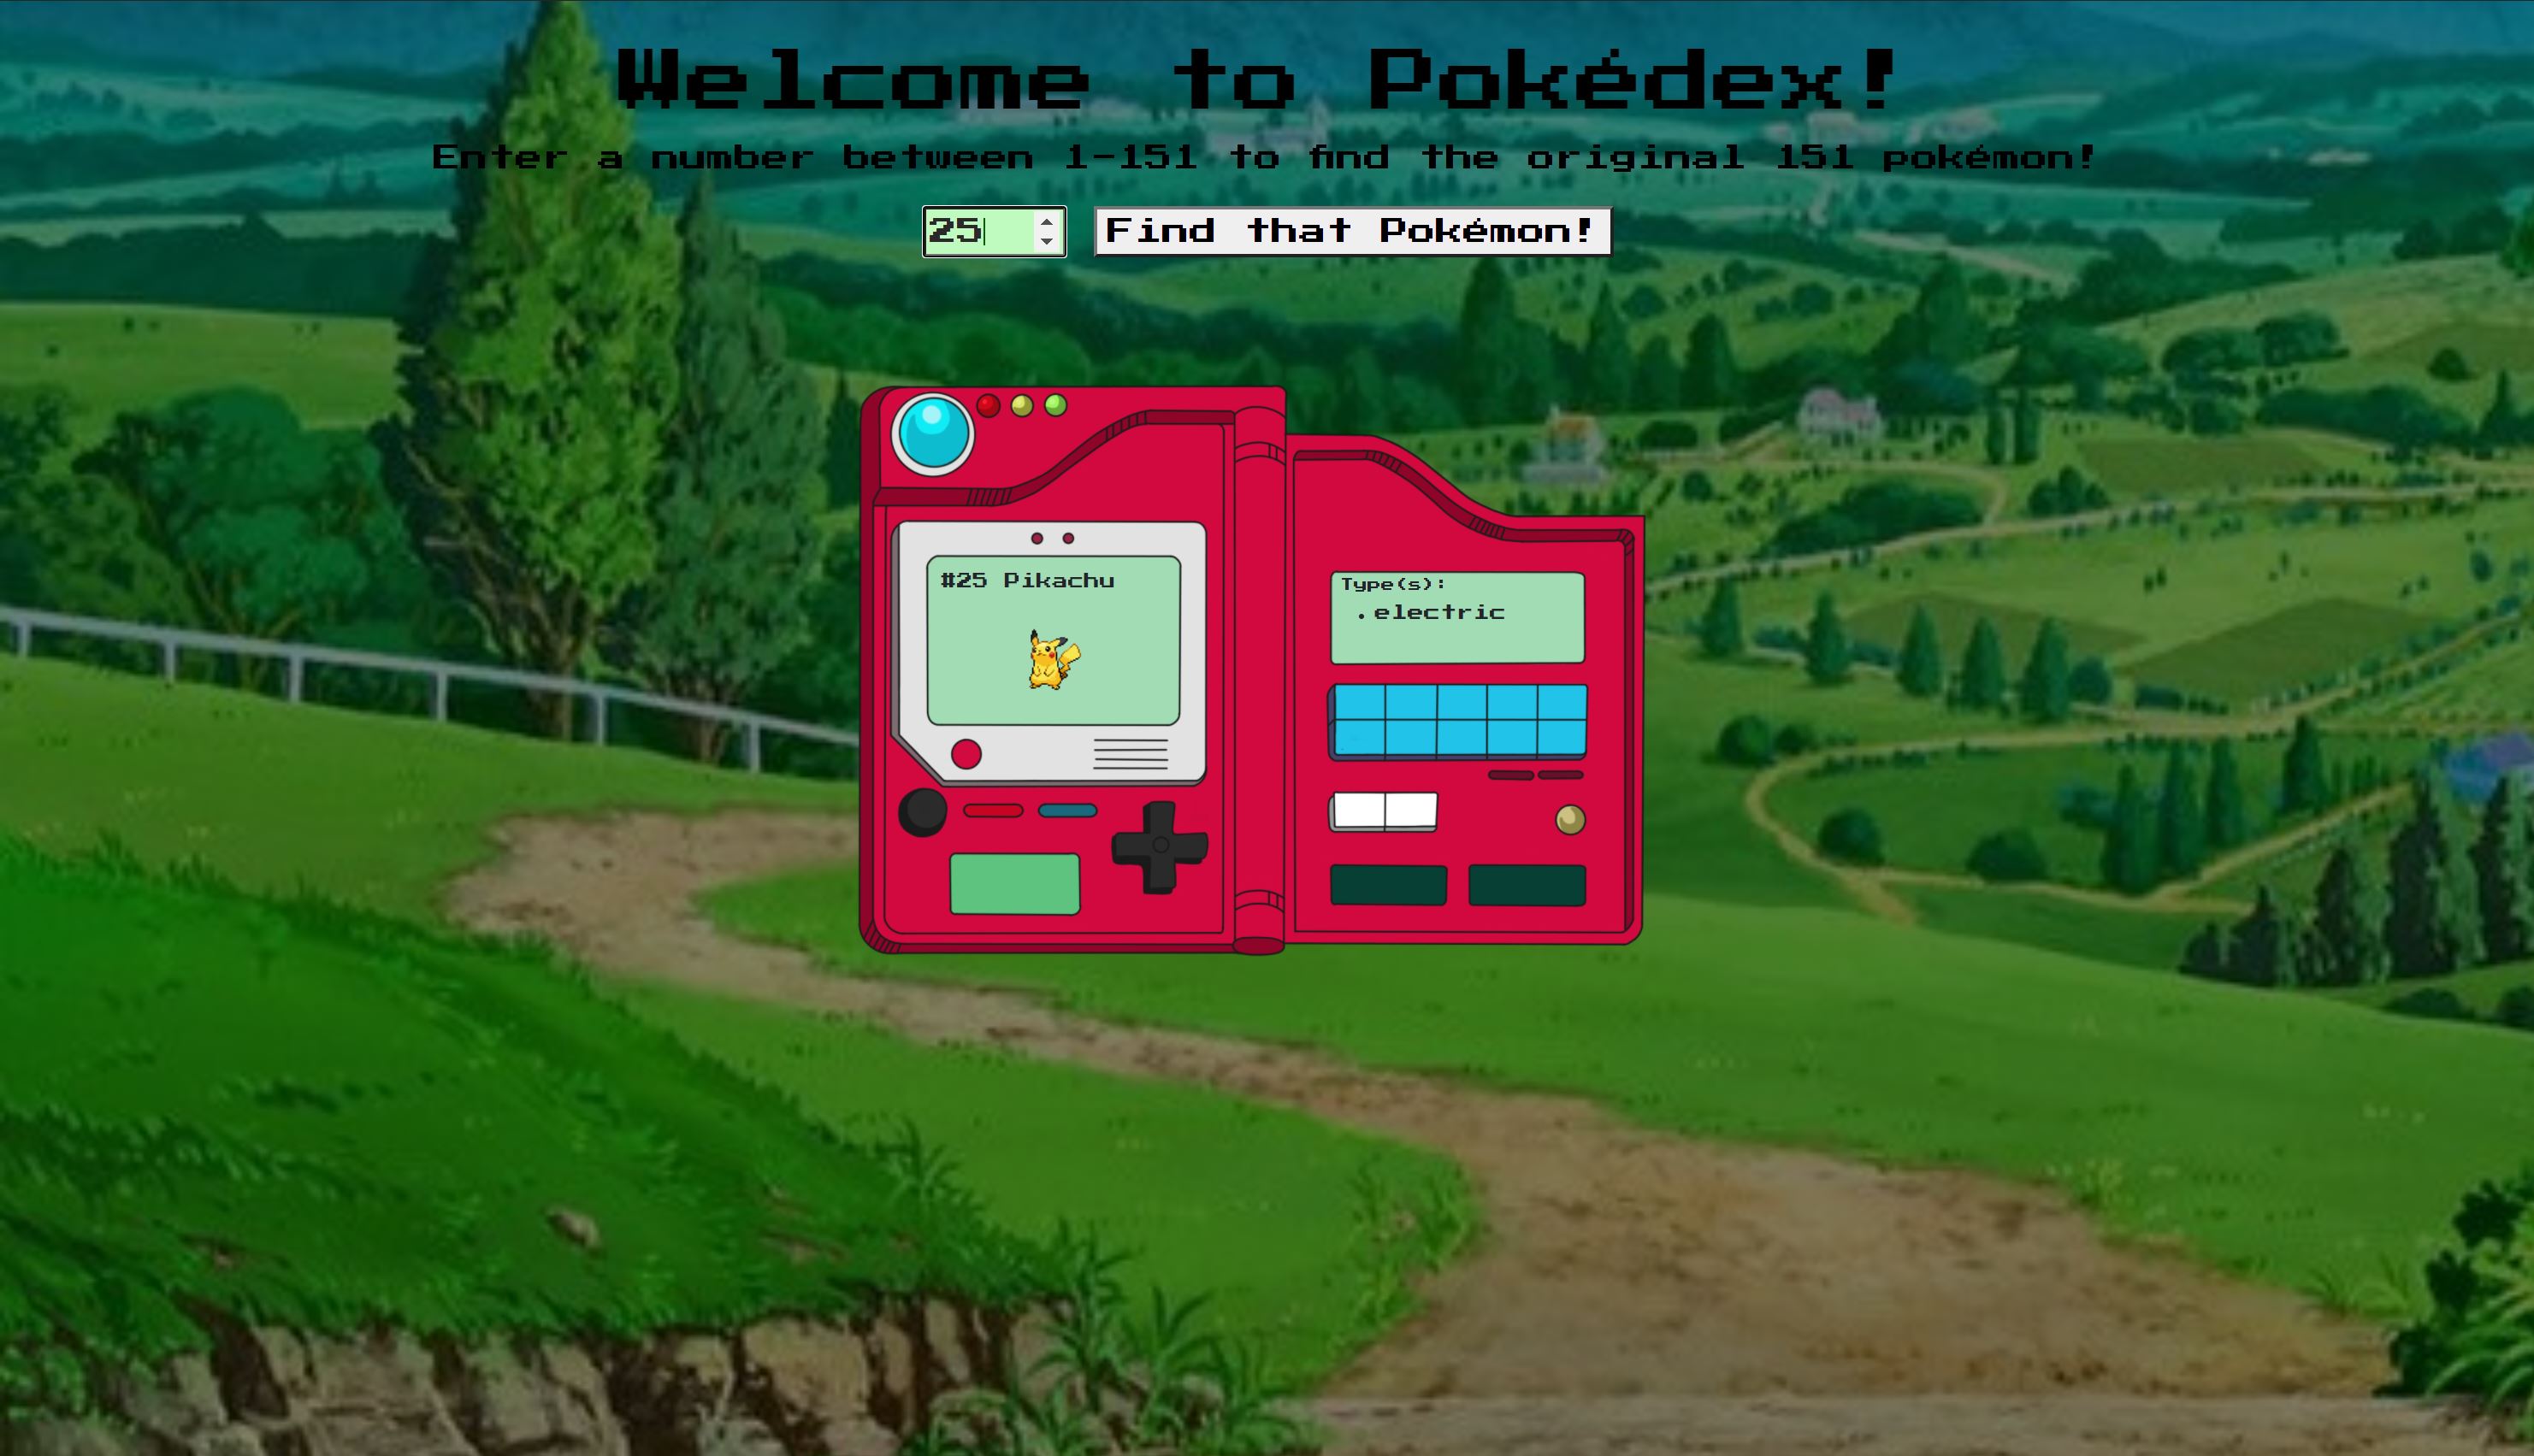 Welcome to Pokédex!
Enter a number between 1-151 to find the original 151 pokémon!
25 Find that Pokémon!
#25 Pikachu
Type(s):
.electric